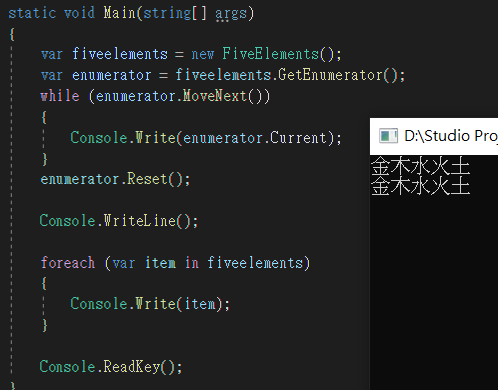 static void Main(string[] args)
{
var fiveelements = new FiveElements();
var enumerator = fiveelements.GetEnumerator();
while (enumerator.MoveNext())
{
Console.Write(enumerator.Current);
}
enumerator.Reset();
Console.WriteLine();
foreach (var item in fiveelements)
{
Console.Write(item);
}
Console.ReadKey();
}
D:\Studio Proj
金木水火土
金木水火土